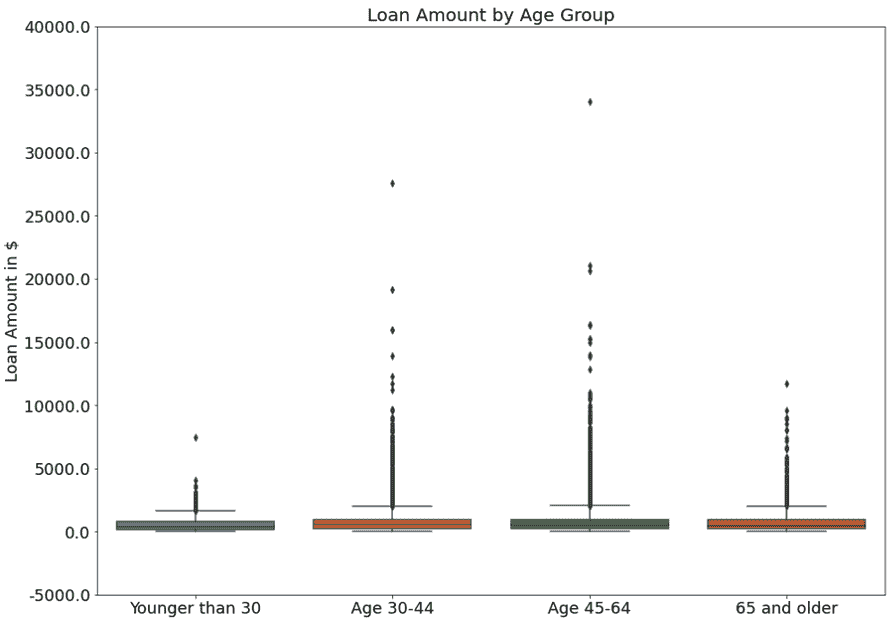 Loan Amount by Age Group
40000.0
35000.0
30000.0
25000.0
20000.0
15000.0
10000.0
5000.0
0.0
-5000.0
Loan Amount in $
Younger than 30
Age 30-44
Age 45-64
65 and older